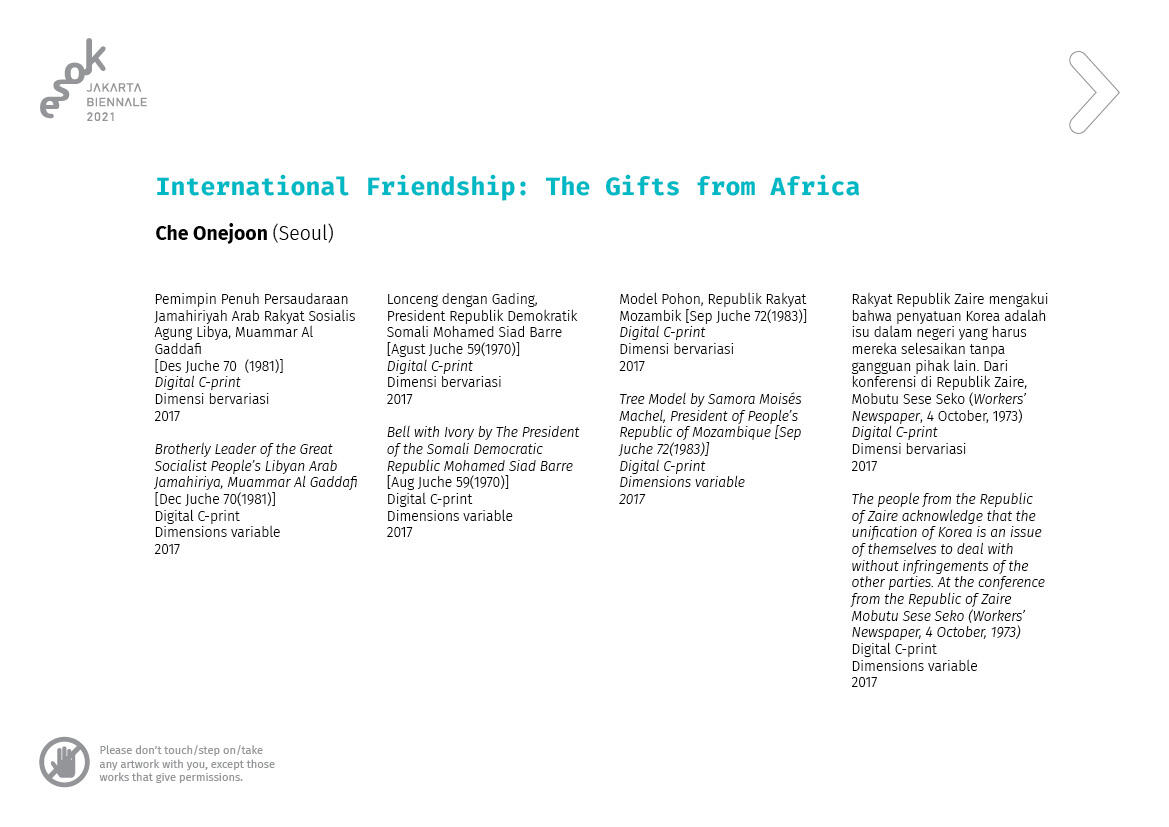 esok
JAKARTA
BIENNALE
2021
International Friendship: The Gifts from Africa
Che Onejoon (Seoul)
Pemimpin Penuh Persaudaraan
Jamahiriyah Arab Rakyat Sosialis
Agung Libya, Muammar Al
Gaddafi
[Des Juche 70  (1981)]
Digital C-print
Dimensi bervariasi
2017
Brotherly Leader of the Great
Socialist People’s Libyan Arab
Jamahiriya, Muammar Al Gaddafi
[Dec Juche 70(1981)]
Digital C-print
Dimensions variable
2017
Lonceng dengan Gading,
President Republik Demokratik
Somali Mohamed Siad Barre
[Agust Juche 59(1970)]
Digital C-print
Dimensi bervariasi
2017
Bell with Ivory by The President
of the Somali Democratic
Republic Mohamed Siad Barre
[Aug Juche 59(1970)]
Digital C-print
Dimensions variable
2017
Model Pohon, Republik Rakyat
Mozambik [Sep Juche 72(1983)]
Digital C-print
Dimensi bervariasi
2017
Tree Model by Samora Moisés
Machel, President of People’s
Republic of Mozambique [Sep
Juche 72(1983)]
Digital C-print
Dimensions variable
2017
Rakyat Republik Zaire mengakui
bahwa penyatuan Korea adalah
isu dalam negeri yang harus
mereka selesaikan tanpa
gangguan pihak lain. Dari
konferensi di Republik Zaire,
Mobutu Sese Seko (Workers’
Newspaper, 4 October, 1973)
Digital C-print
Dimensi bervariasi
2017
The people from the Republic
of Zaire acknowledge that the
unification of Korea is an issue
of themselves to deal with
without infringements of the
other parties. At the conference
from the Republic of Zaire
Mobutu Sese Seko (Workers’
Newspaper, 4 October, 1973)
Digital C-print
Dimensions variable
2017
Please don’t touch/step on/take
any artwork with you, except those
works that give permissions.